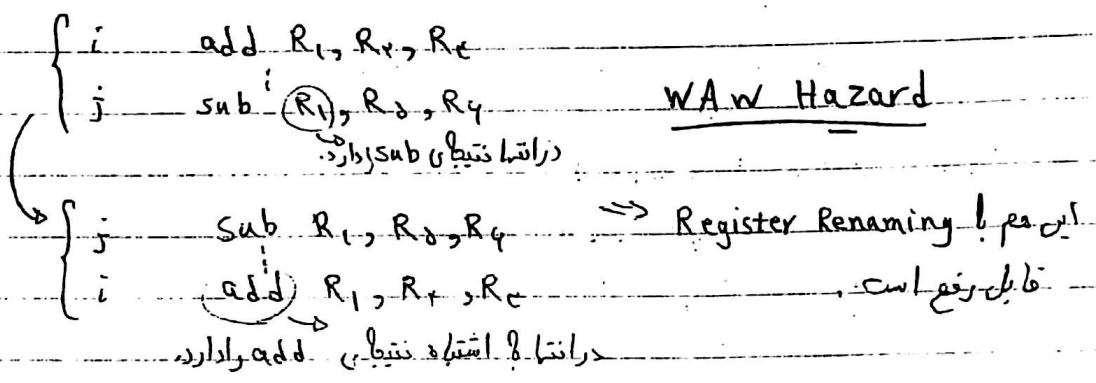 i add R₁, R₂, R₃
j sub R₁, R₅, R₆ WAW Hazard
در انتها نتیجه‌ی sub را دارد.
j sub R₁, R₅, R₆ ⇒ این هم با Register Renaming
i add R₁, R₂, R₃ قابل رفع است.
در انتها به اشتباه نتیجه‌ی add را دارد.